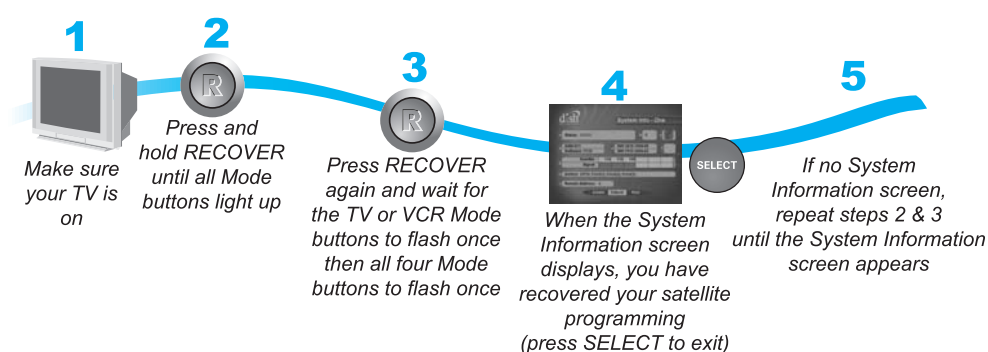 1
Make sure
your TV is
on
2
R
Press and
hold RECOVER
until all Mode
buttons light up
3
R
Press RECOVER
again and wait for
the TV or VCR Mode
buttons to flash once
then all four Mode
buttons to flash once
4
dish
System Info - One
SELECT
When the System
Information screen
displays, you have
recovered your satellite
programming
(press SELECT to exit)
5
If no System
Information screen,
repeat steps 2 & 3
until the System Information
screen appears